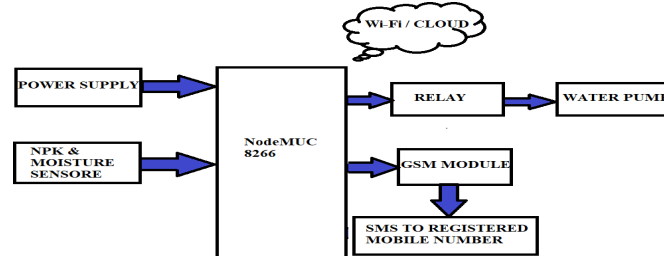 Wi-Fi / CLOUD
POWER SUPPLY
RELAY
WATER PUMP
NPK &
MOISTURE
SENSORE
NodeMUC
8266
GSM MODULE
SMS TO REGISTERED
MOBILE NUMBER